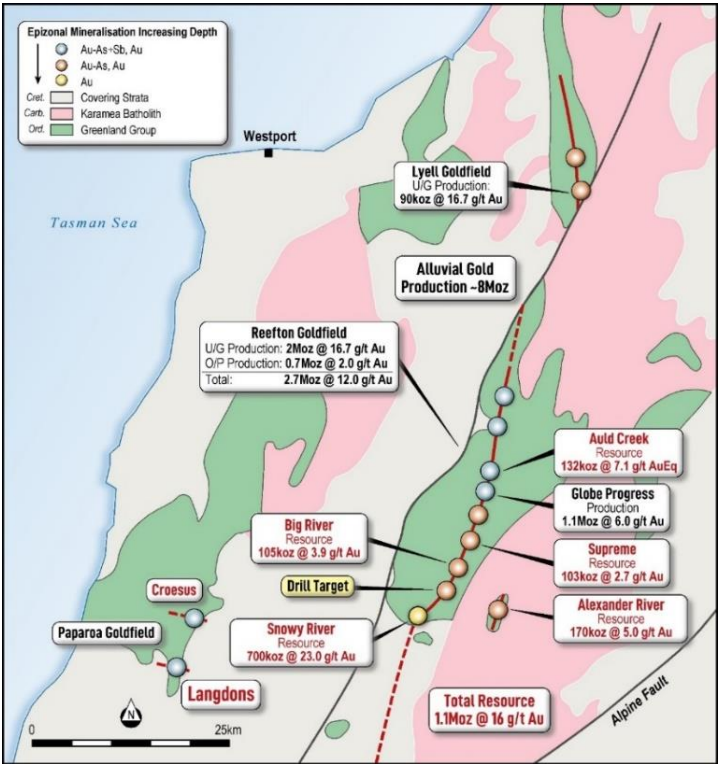 Epizonal Mineralisation Increasing Depth
Au-As-Sb, Au
Au-As, Au
Au
Cret. Covering Strata
Carb. Karamea Batholith
Ord. Greenland Group
Westport
Tasman Sea
Lyell Goldfield
U/G Production:
90koz @ 16.7 g/t Au
Alluvial Gold
Production ~8Moz
Reefton Goldfield
U/G Production: 2Moz @ 16.7 g/t Au
O/P Production: 0.7Moz @ 2.0 g/t Au
Total: 2.7Moz @ 12.0 g/t Au
Auld Creek
Resource
132koz @ 7.1 g/t AuEq
Globe Progress
Production
1.1Moz @ 6.0 g/t Au
Big River
Resource
105koz @ 3.9 g/t Au
Supreme
Resource
103koz @ 2.7 g/t Au
Drill Target
Croesus
Alexander River
Resource
170koz @ 5.0 g/t Au
Paparoa Goldfield
Snowy River
Resource
700koz @ 23.0 g/t Au
Langdons
Total Resource
1.1Moz @ 16 g/t Au
Alpine Fault
N
0 25km